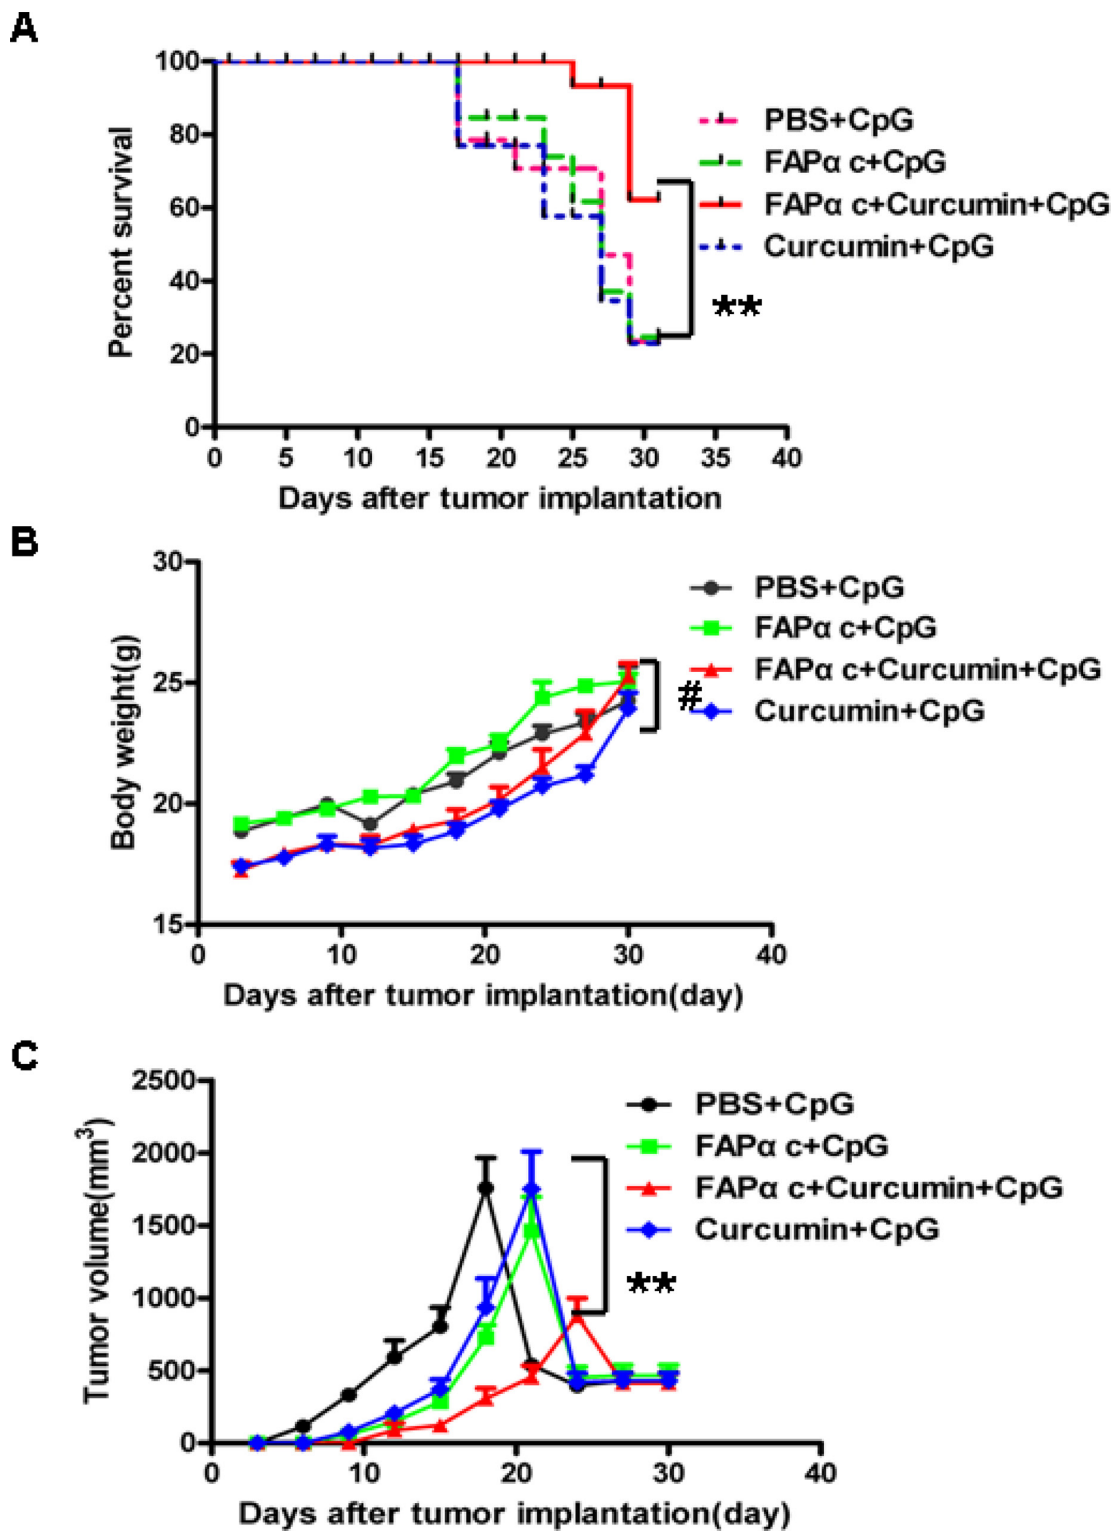 A
100
80
60
40
20
0
Percent survival
0 5 10 15 20 25 30 35 40
Days after tumor implantation
PBS+CpG
FAPα c+CpG
FAPα c+Curcumin+CpG
Curcumin+CpG
**
B
30
25
20
15
Body weight(g)
0 10 20 30 40
Days after tumor implantation(day)
PBS+CpG
FAPα c+CpG
FAPα c+Curcumin+CpG
Curcumin+CpG
#
C
2500
2000
1500
1000
500
0
Tumor volume(mm³)
0 10 20 30 40
Days after tumor implantation(day)
PBS+CpG
FAPα c+CpG
FAPα c+Curcumin+CpG
Curcumin+CpG
**